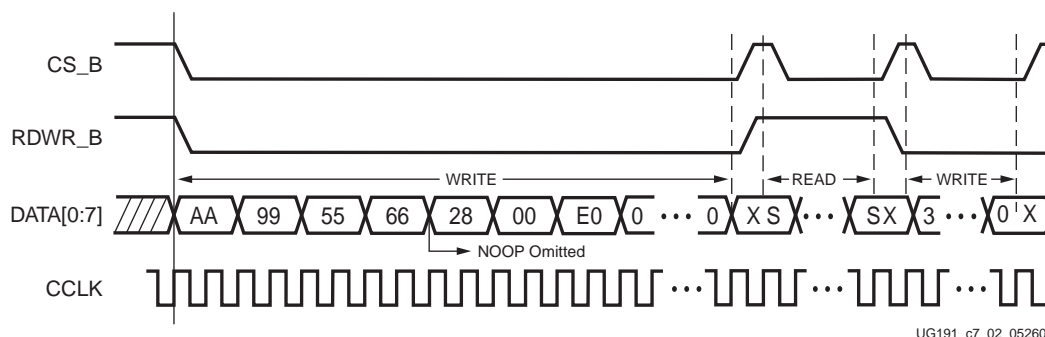 CS_B
RDWR_B
WRITE READ WRITE
DATA[0:7] AA 99 55 66 28 00 E0 0 0 X S S X 3 0 X
NOOP Omitted
CCLK
UG191_c7_02_05260